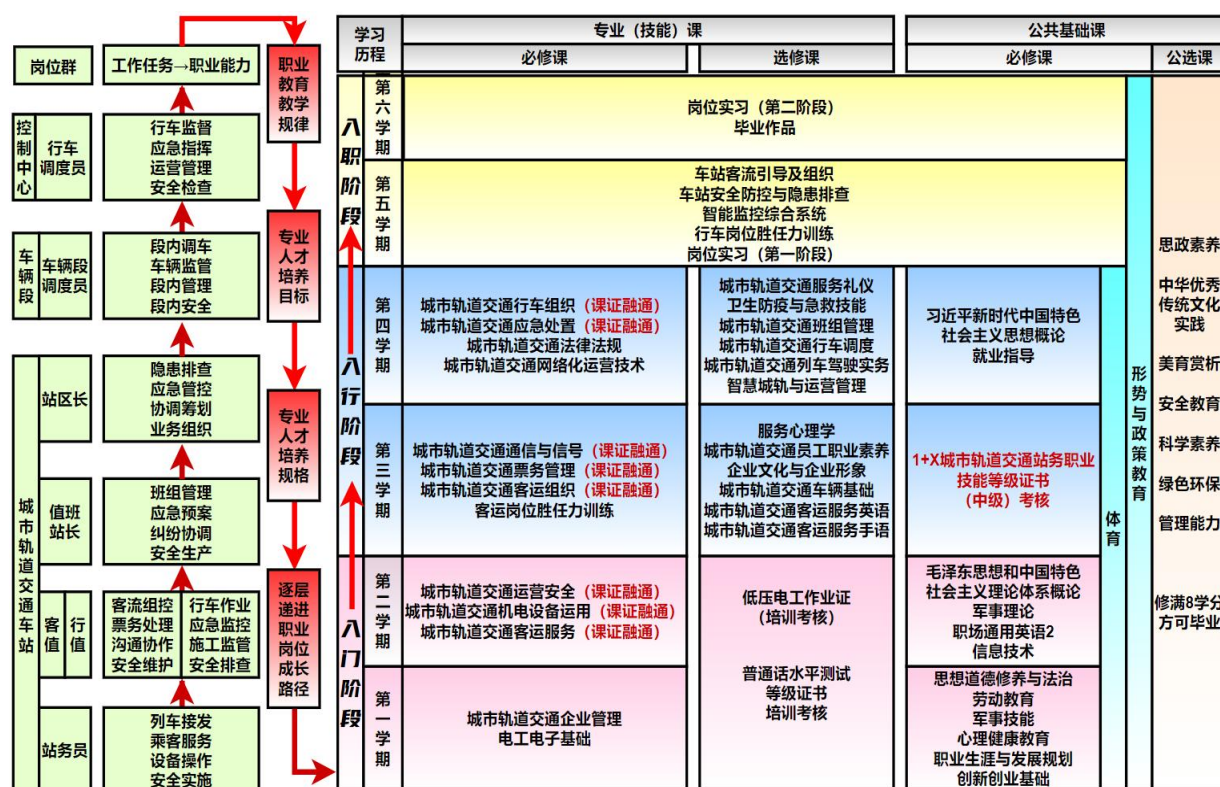 岗位群
工作任务→职业能力
控制中心
行车
调度员
行车监督
应急指挥
运营管理
安全检查
车辆段
车辆段
调度员
段内调车
车辆监管
段内管理
段内安全
城市轨道交通车站
站区长
隐患排查
应急管控
协调筹划
业务组织
值班
站长
班组管理
应急预案
纠纷协调
安全生产
客值
行值
客流组控
票务处理
沟通协作
安全维护
行车作业
应急监控
施工监管
安全排查
站务员
列车接发
乘客服务
设备操作
安全实施
职业
教育
教学
规律
专业
人才
培养
目标
专业
人才
培养
规格
逐层
递进
职业
岗位
成长
路径
学习
历程
专业（技能）课
公共基础课
必修课
选修课
必修课
公选课
入职阶段
入行阶段
入门阶段
第六学期
岗位实习（第二阶段）
毕业作品
第五学期
车站客流引导及组织
车站安全防控与隐患排查
智能监控综合系统
行车岗位胜任力训练
岗位实习（第一阶段）
第四学期
城市轨道交通行车组织（课证融通）
城市轨道交通应急处置（课证融通）
城市轨道交通法律法规
城市轨道交通网络化运营技术
城市轨道交通服务礼仪
卫生防疫与急救技能
城市轨道交通班组管理
城市轨道交通行车调度
城市轨道交通列车驾驶实务
智慧城轨与运营管理
习近平新时代中国特色
社会主义思想概论
就业指导
第三学期
城市轨道交通通信与信号（课证融通）
城市轨道交通票务管理（课证融通）
城市轨道交通客运组织（课证融通）
客运岗位胜任力训练
服务心理学
城市轨道交通员工职业素养
企业文化与企业形象
城市轨道交通车辆基础
城市轨道交通客运服务英语
城市轨道交通客运服务手语
1+X城市轨道交通站务职业
技能等级证书
（中级）考核
第二学期
城市轨道交通运营安全（课证融通）
城市轨道交通机电设备运用（课证融通）
城市轨道交通客运服务（课证融通）
低压电工作业证
（培训考核）
普通话水平测试
等级证书
培训考核
毛泽东思想和中国特色
社会主义理论体系概论
军事理论
职场通用英语2
信息技术
第一学期
城市轨道交通企业管理
电工电子基础
思想道德修养与法治
劳动教育
军事技能
心理健康教育
职业生涯与发展规划
创新创业基础
体育
形势与政策教育
思政素养
中华优秀
传统文化
实践
美育赏析
安全教育
科学素养
绿色环保
管理能力
修满8学分
方可毕业